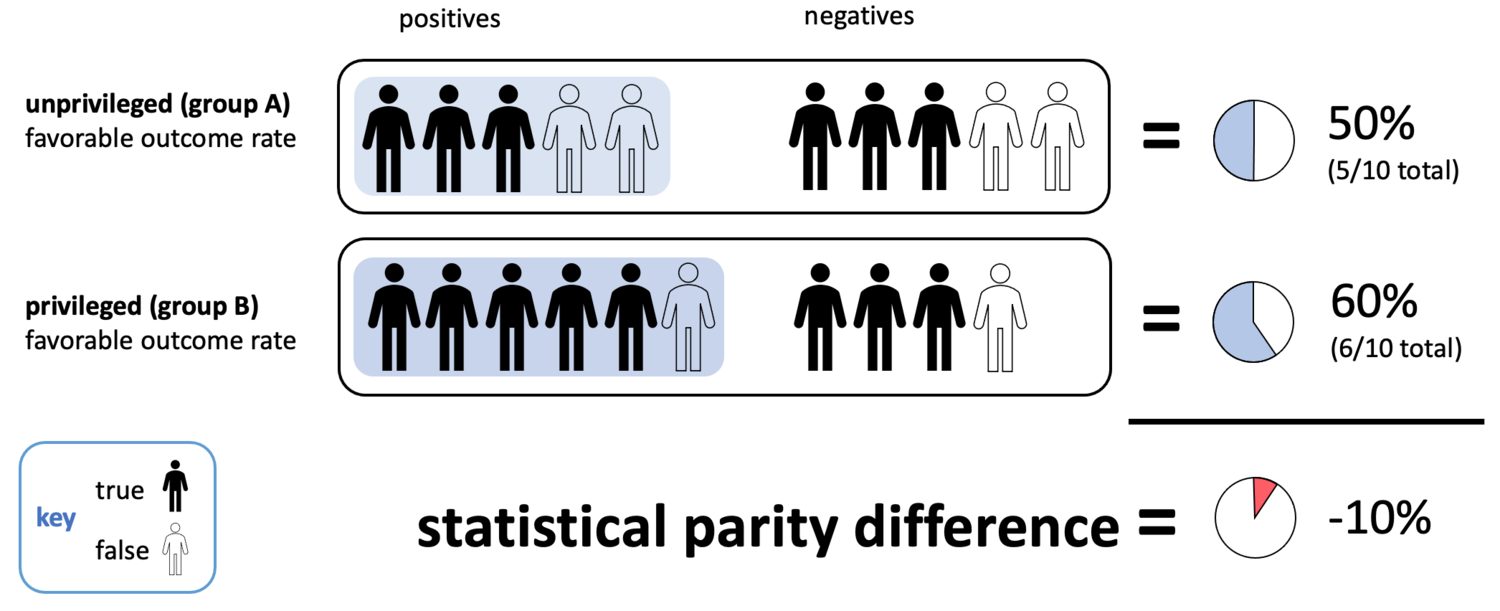 positives
negatives
unprivileged (group A)
favorable outcome rate
= 50%
(5/10 total)
privileged (group B)
favorable outcome rate
= 60%
(6/10 total)
key
true
false
statistical parity difference = -10%